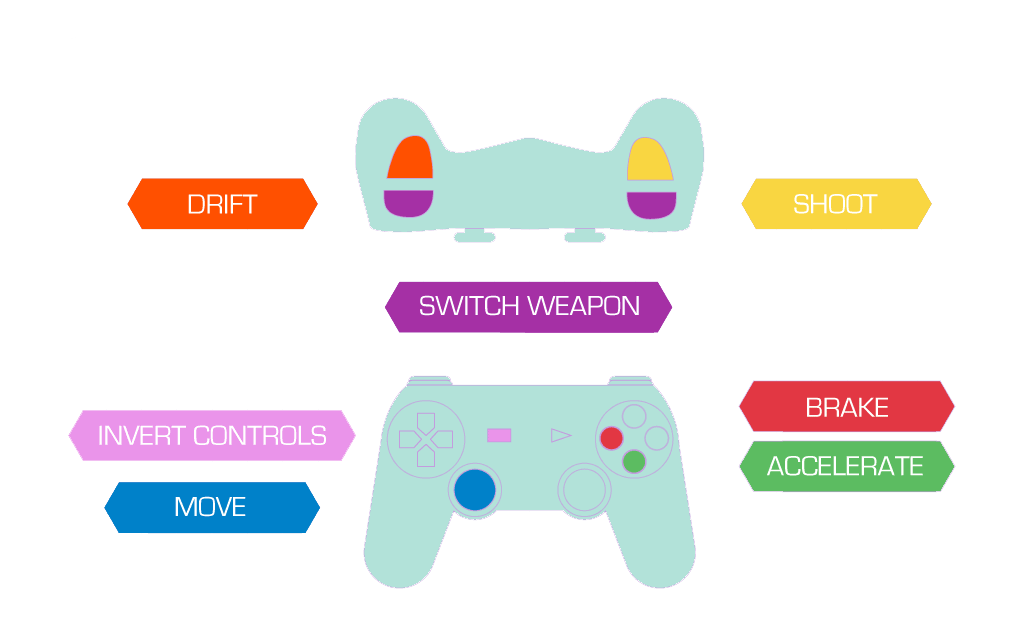 DRIFT
SHOOT
SWITCH WEAPON
BRAKE
INVERT CONTROLS
ACCELERATE
MOVE